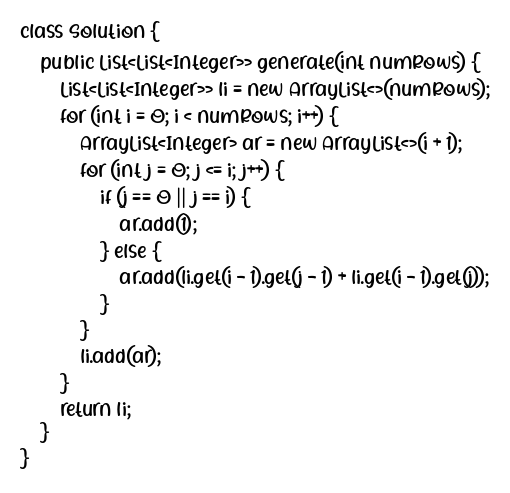 class Solution {
    public List<List<Integer>> generate(int numRows) {
        List<List<Integer>> li = new ArrayList<>(numRows);
        for (int i = 0; i < numRows; i++) {
            ArrayList<Integer> ar = new ArrayList<>(i + 1);
            for (int j = 0; j <= i; j++) {
                if (j == 0 || j == i) {
                    ar.add(1);
                } else {
                    ar.add(li.get(i - 1).get(j - 1) + li.get(i - 1).get(j));
                }
            }
            li.add(ar);
        }
        return li;
    }
}